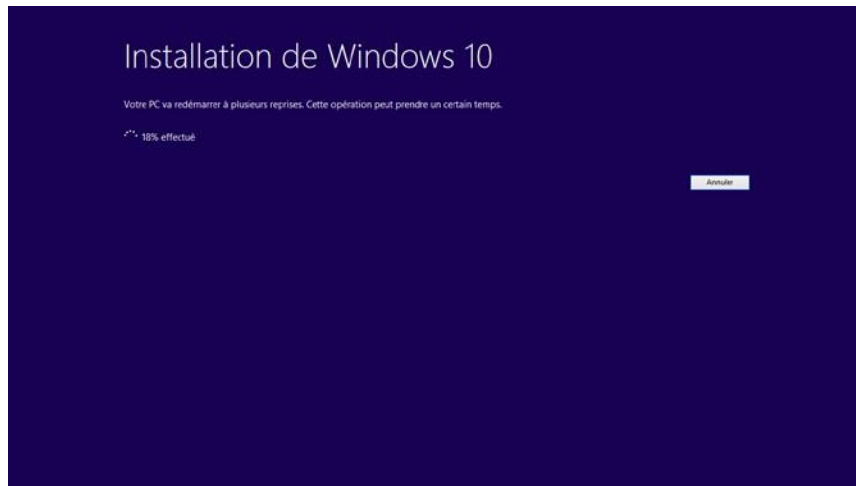 Installation de Windows 10
Votre PC va redémarrer à plusieurs reprises. Cette opération peut prendre un certain temps.
18% effectué
Annuler